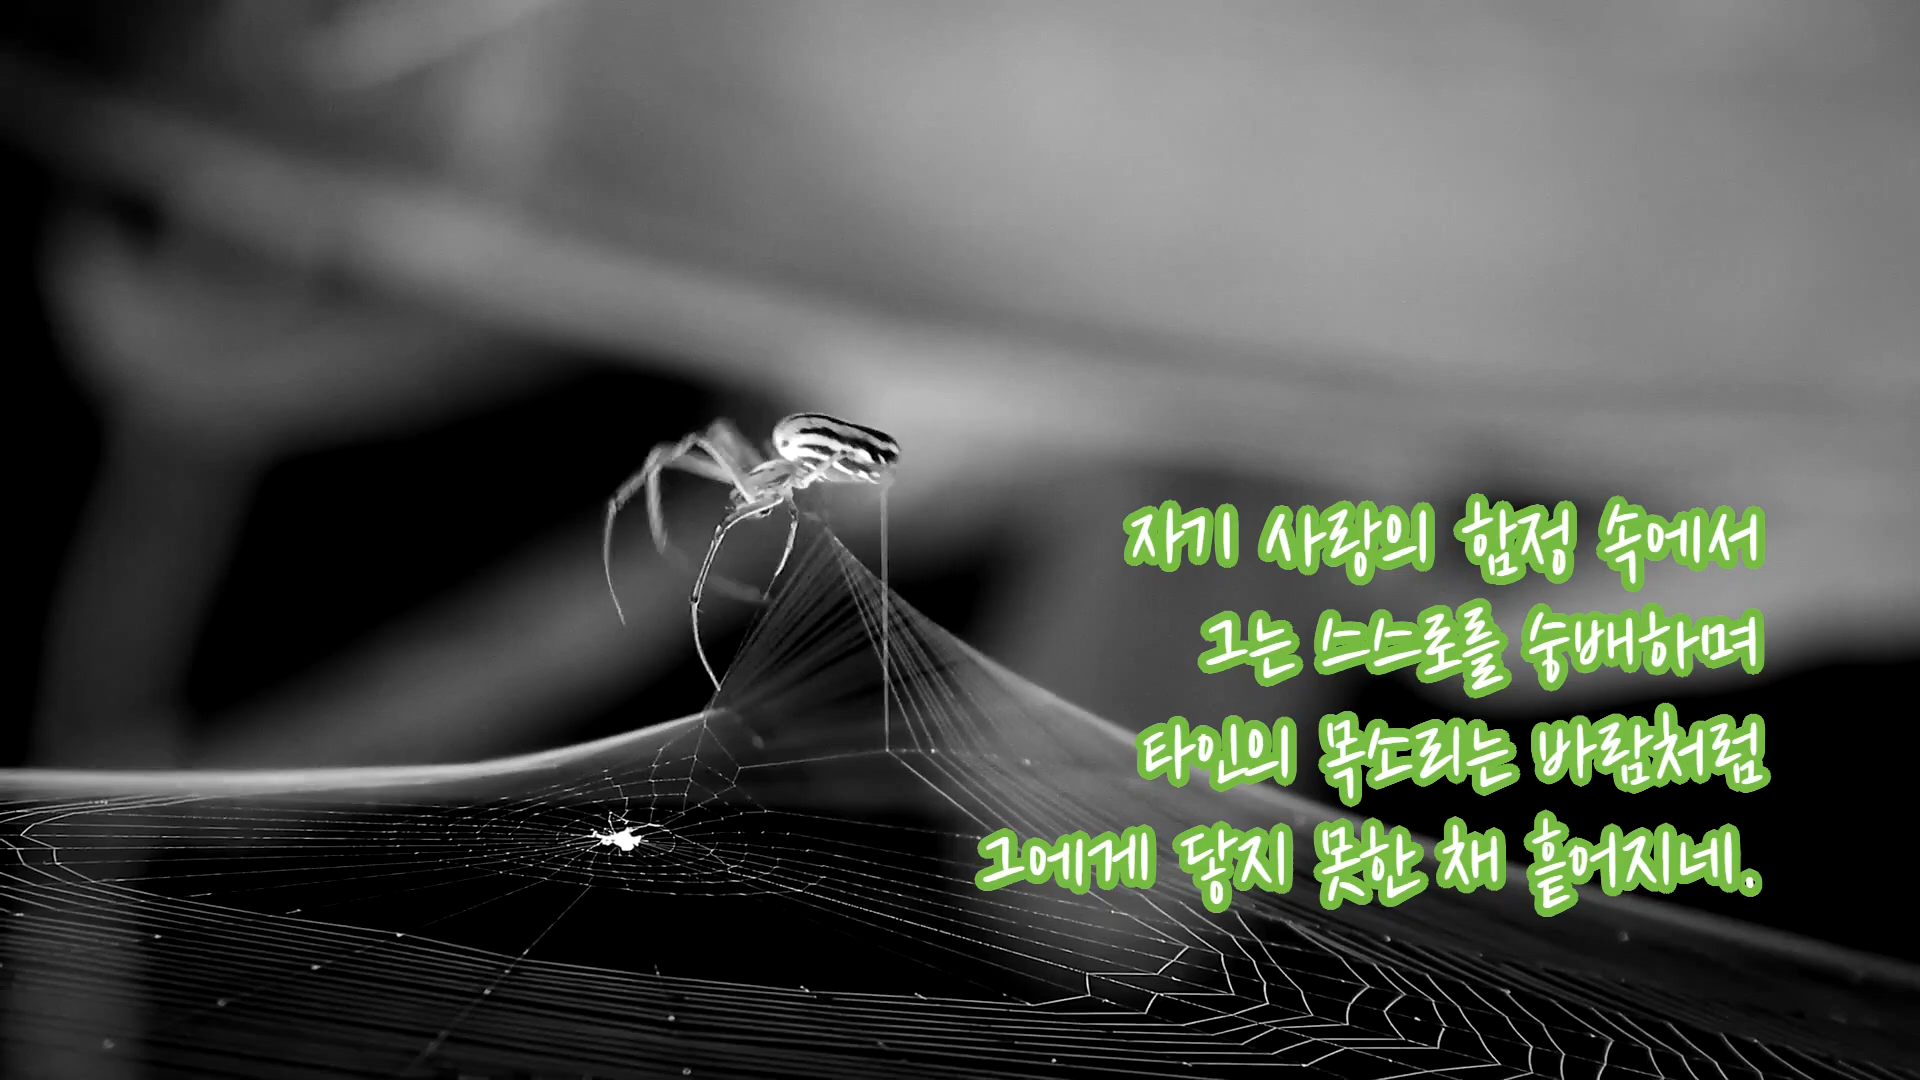 자기 사랑의 함정 속에서
그는 스스로를 숭배하며
타인의 목소리는 바람처럼
그에게 닿지 못한 채 흩어지네.